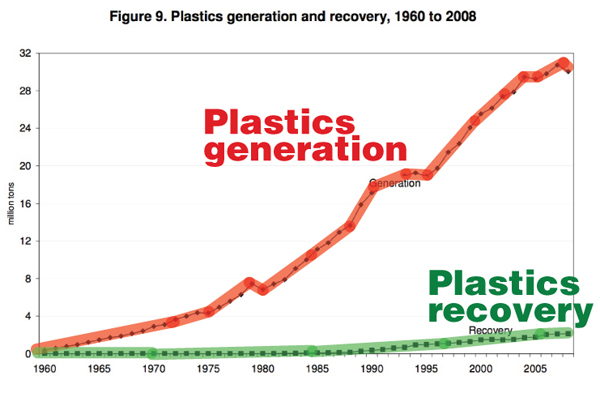 Figure 9. Plastics generation and recovery, 1960 to 2008
32
28
24
20
16
12
8
4
0
million tons
Plastics
generation
Generation
Plastics
recovery
Recovery
1960 1965 1970 1975 1980 1985 1990 1995 2000 2005